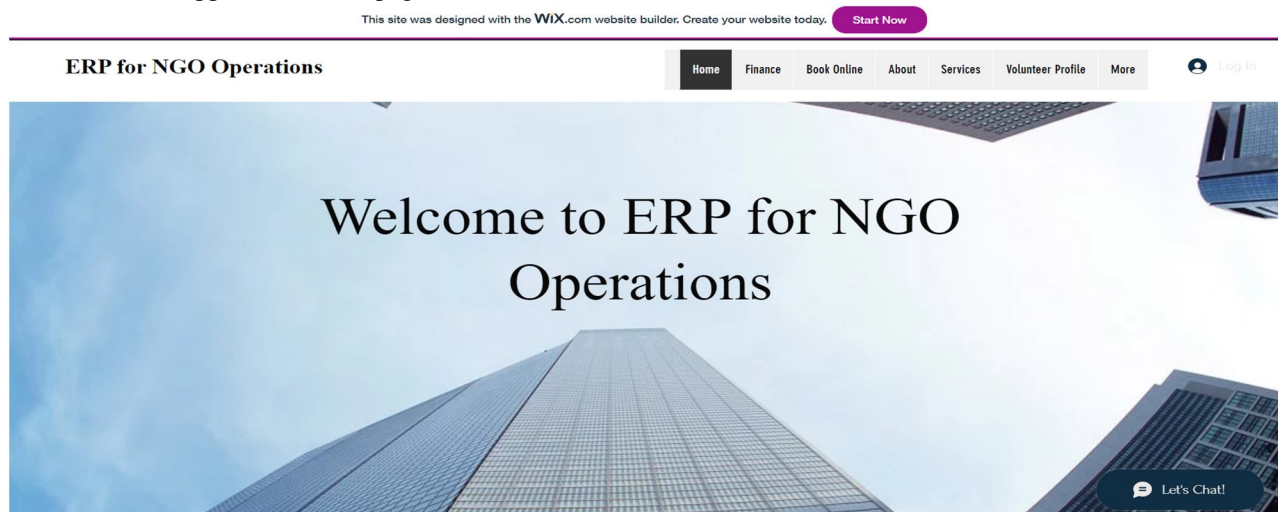 This site was designed with the WiX.com website builder. Create your website today. Start Now
ERP for NGO Operations
Home Finance Book Online About Services Volunteer Profile More Log In
Welcome to ERP for NGO
Operations
Let's Chat!